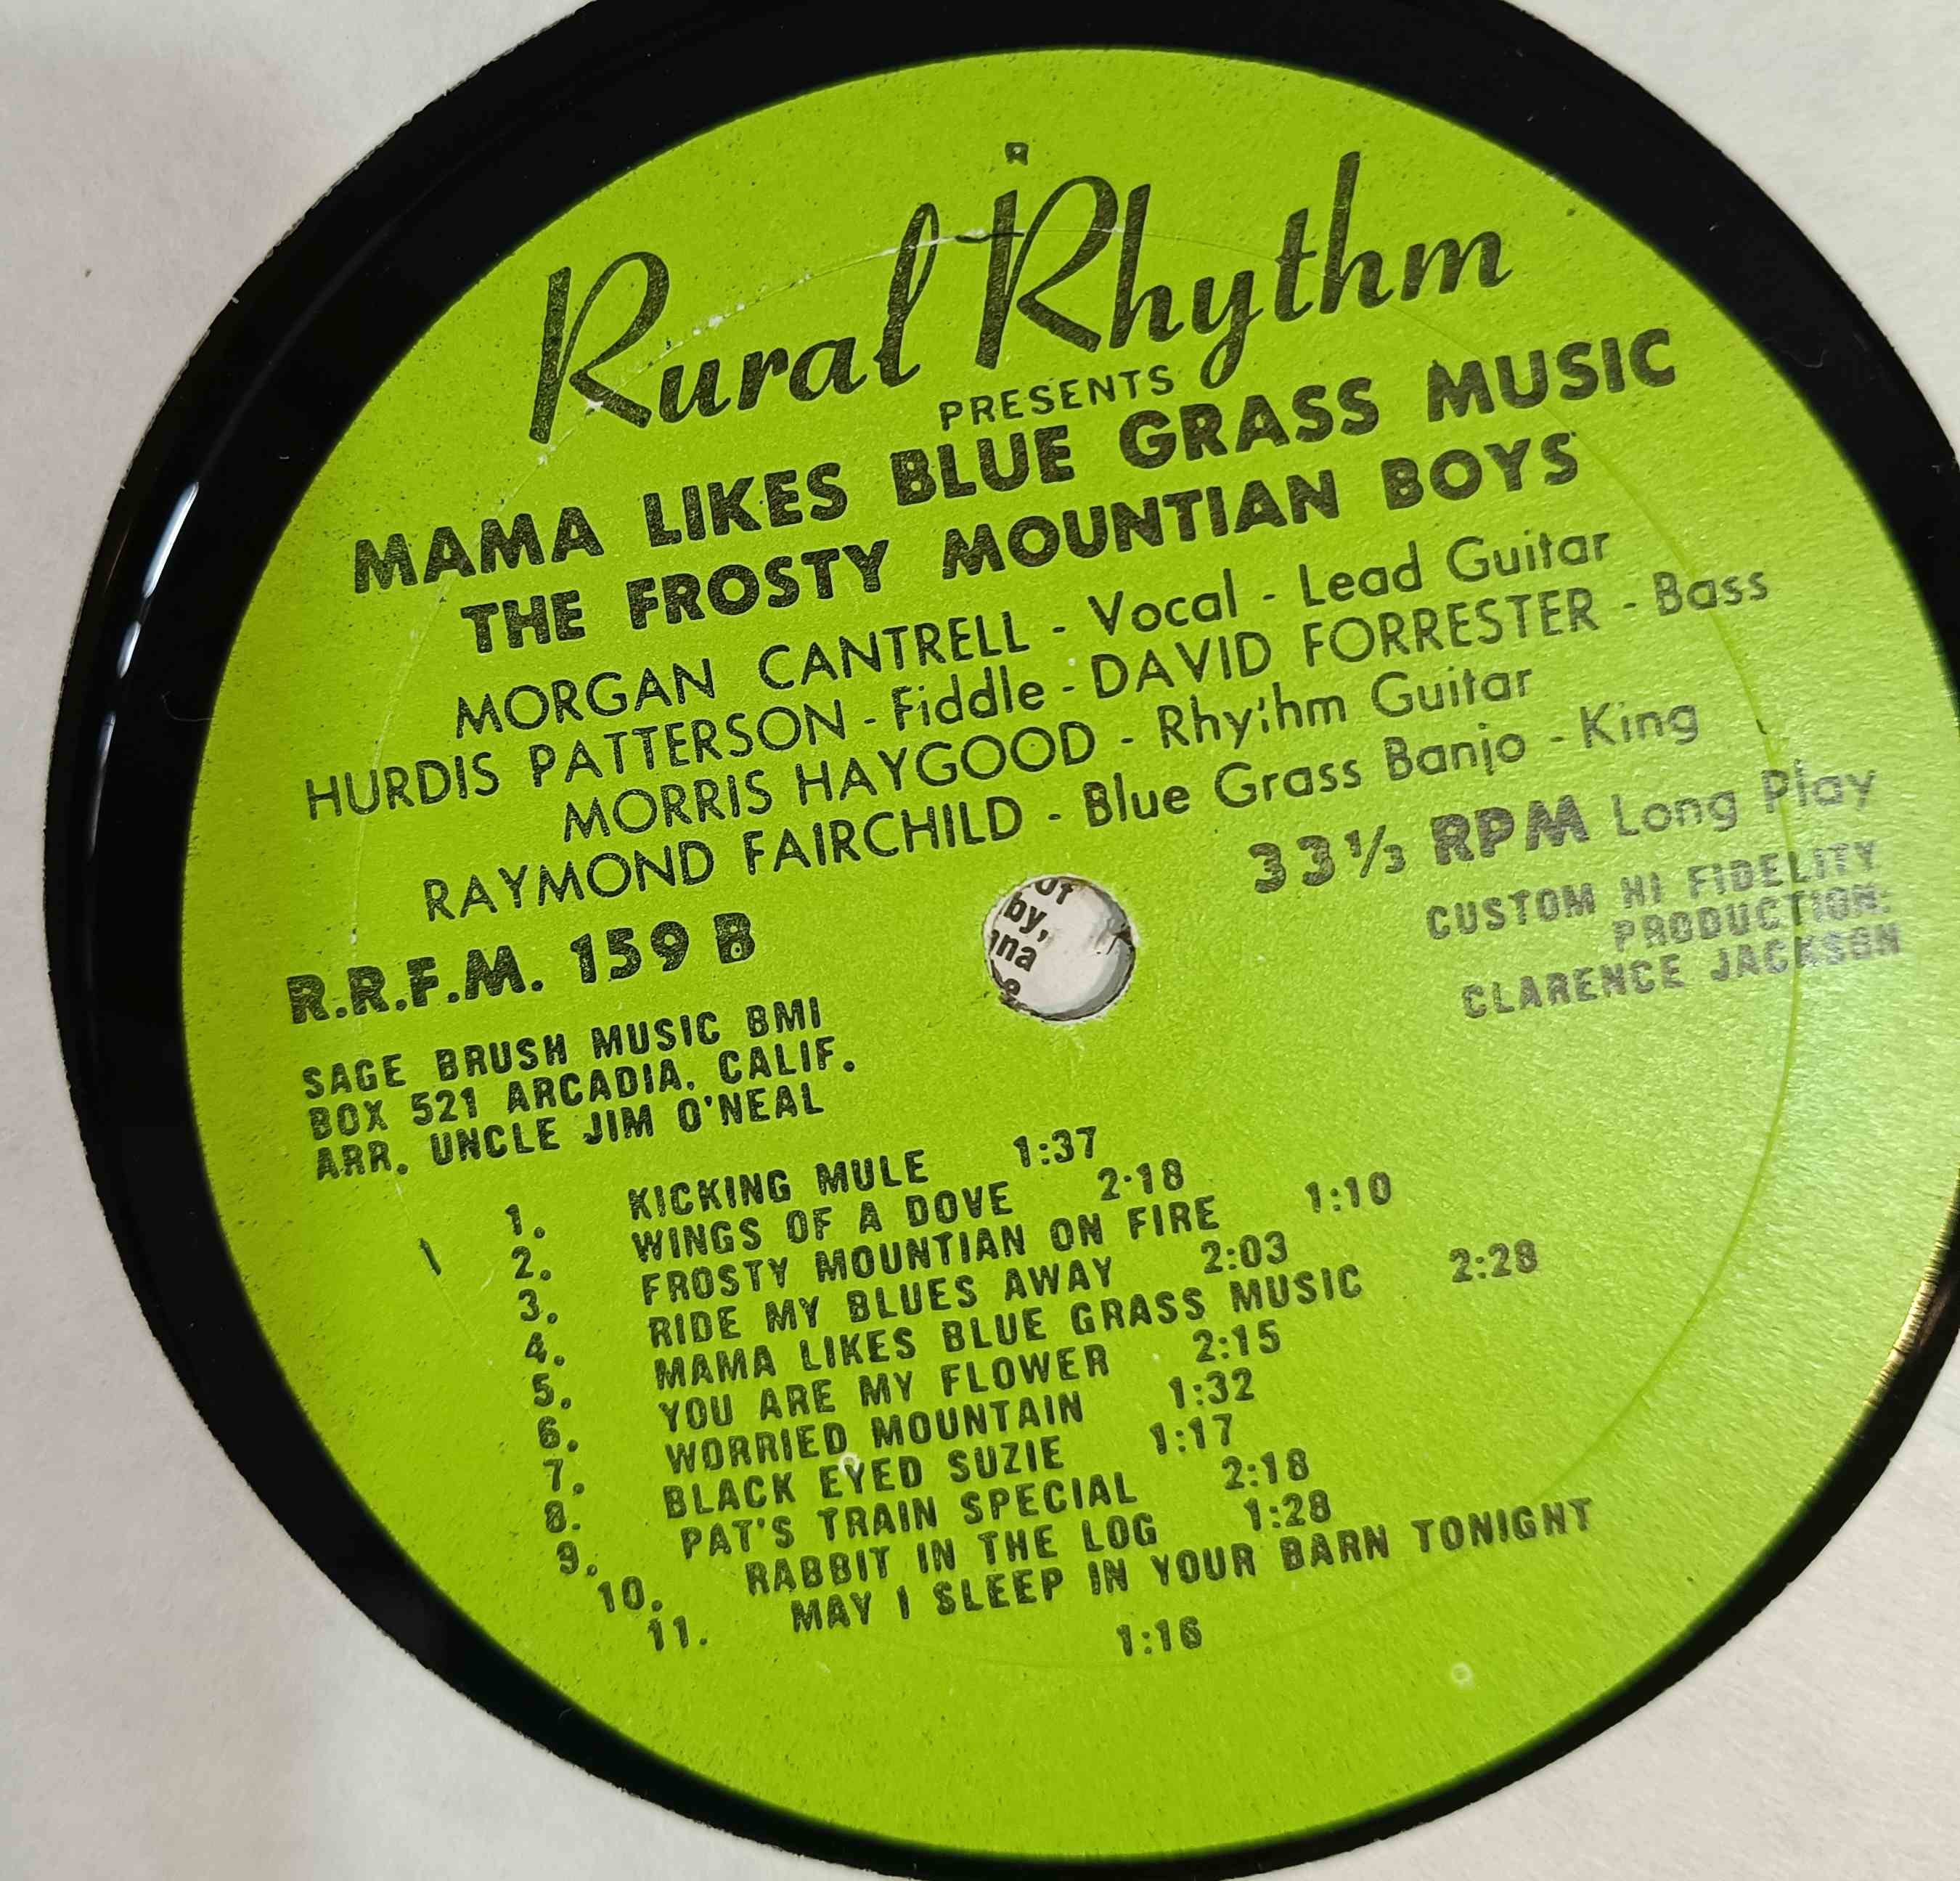 R
Rural Rhythm
PRESENTS
MAMA LIKES BLUE GRASS MUSIC
THE FROSTY MOUNTIAN BOYS
MORGAN CANTRELL - Vocal - Lead Guitar
HURDIS PATTERSON - Fiddle - DAVID FORRESTER - Bass
MORRIS HAYGOOD - Rhythm Guitar
RAYMOND FAIRCHILD - Blue Grass Banjo - King
33⅓ RPM Long Play
CUSTOM HI FIDELITY
PRODUCTION:
CLARENCE JACKSON
R.R.F.M. 159 B
by,
SAGE BRUSH MUSIC BMI
BOX 521 ARCADIA. CALIF.
ARR. UNCLE JIM O'NEAL
1. KICKING MULE 1:37
2. WINGS OF A DOVE 2:18
3. FROSTY MOUNTIAN ON FIRE 1:10
4. RIDE MY BLUES AWAY 2:03
5. MAMA LIKES BLUE GRASS MUSIC 2:28
6. YOU ARE MY FLOWER 2:15
7. WORRIED MOUNTAIN 1:32
8. BLACK EYED SUZIE 1:17
9. PAT'S TRAIN SPECIAL 2:18
10. RABBIT IN THE LOG 1:28
11. MAY I SLEEP IN YOUR BARN TONIGHT
1:16